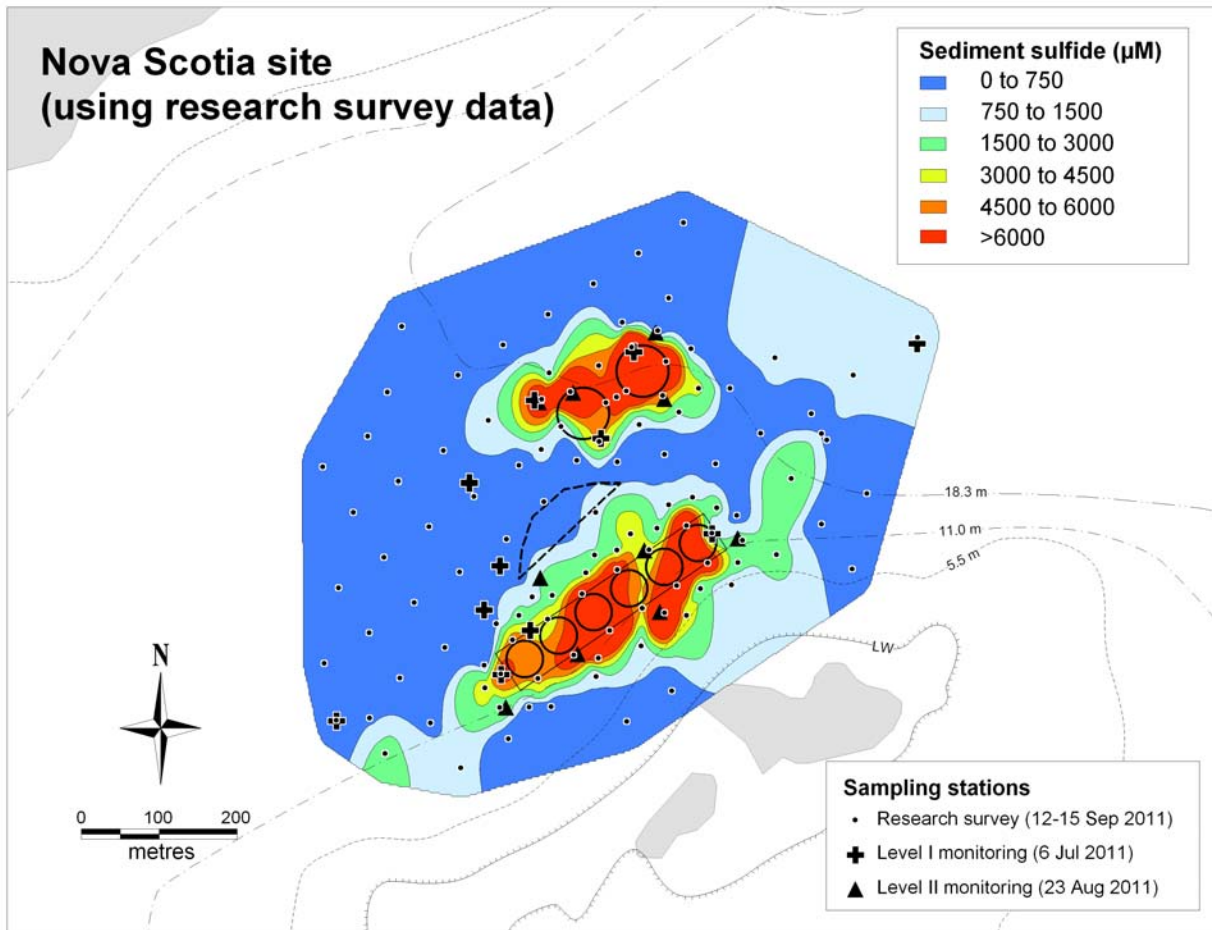 Nova Scotia site
(using research survey data)
Sediment sulfide (µM)
0 to 750
750 to 1500
1500 to 3000
3000 to 4500
4500 to 6000
>6000
18.3 m
11.0 m
5.5 m
LW
N
0 100 200
metres
Sampling stations
Research survey (12-15 Sep 2011)
Level I monitoring (6 Jul 2011)
Level II monitoring (23 Aug 2011)